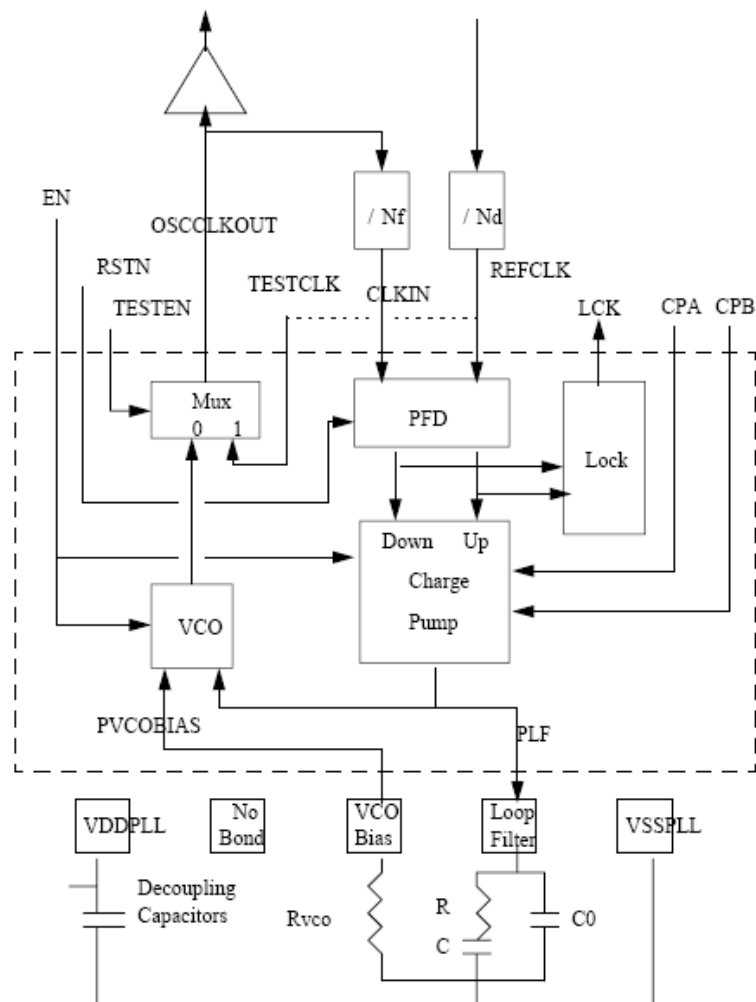 / Nf
/ Nd
EN
OSCCLKOUT
RSTN
REFCLK
TESTCLK
CLKIN
TESTEN
LCK
CPA
CPB
Mux
0 1
PFD
Lock
Down Up
Charge
Pump
VCO
PVCOBIAS
PLF
VDDPLL
No
Bond
VCO
Bias
Loop
Filter
VSSPLL
Decoupling
Capacitors
Rvco
R
C
C0